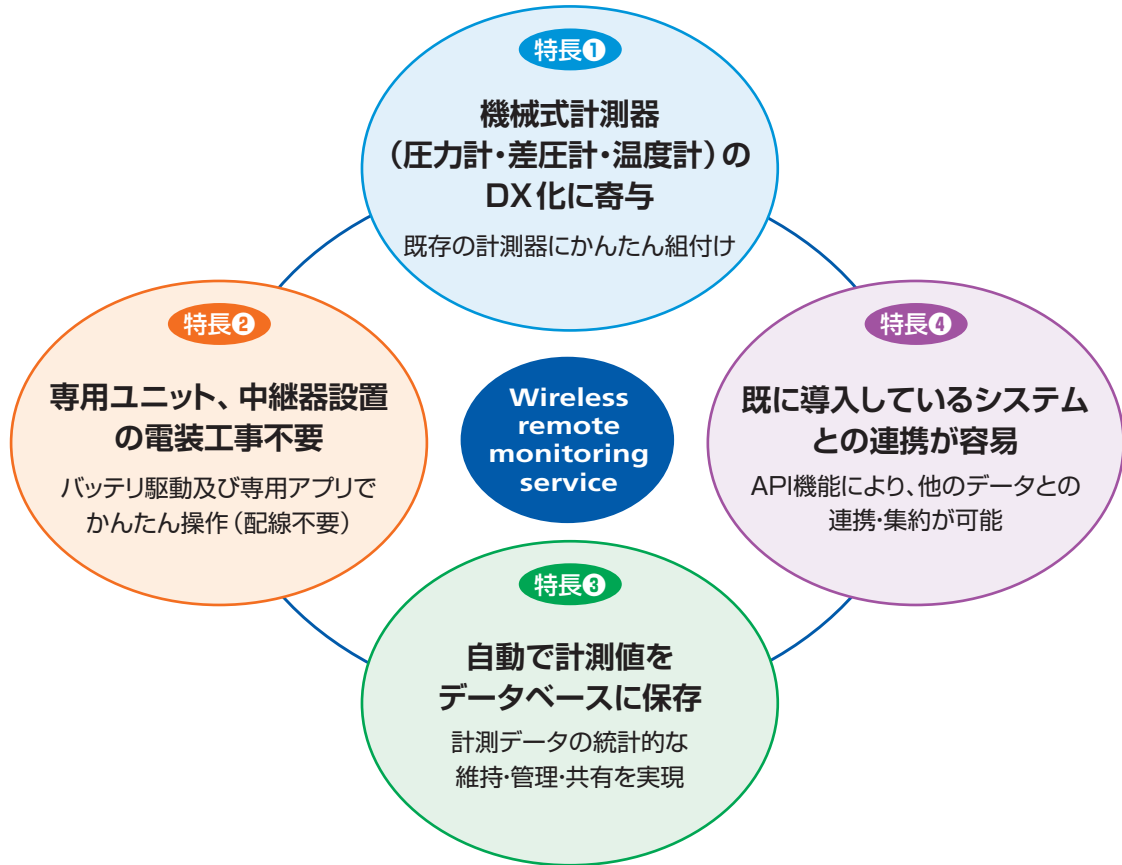 特長❶
機械式計測器
（圧力計・差圧計・温度計）の
DX化に寄与
既存の計測器にかんたん組付け
特長❷
専用ユニット、中継器設置
の電装工事不要
バッテリ駆動及び専用アプリで
かんたん操作（配線不要）
Wireless
remote
monitoring
service
特長❹
既に導入しているシステム
との連携が容易
API機能により、他のデータとの
連携・集約が可能
特長❸
自動で計測値を
データベースに保存
計測データの統計的な
維持・管理・共有を実現